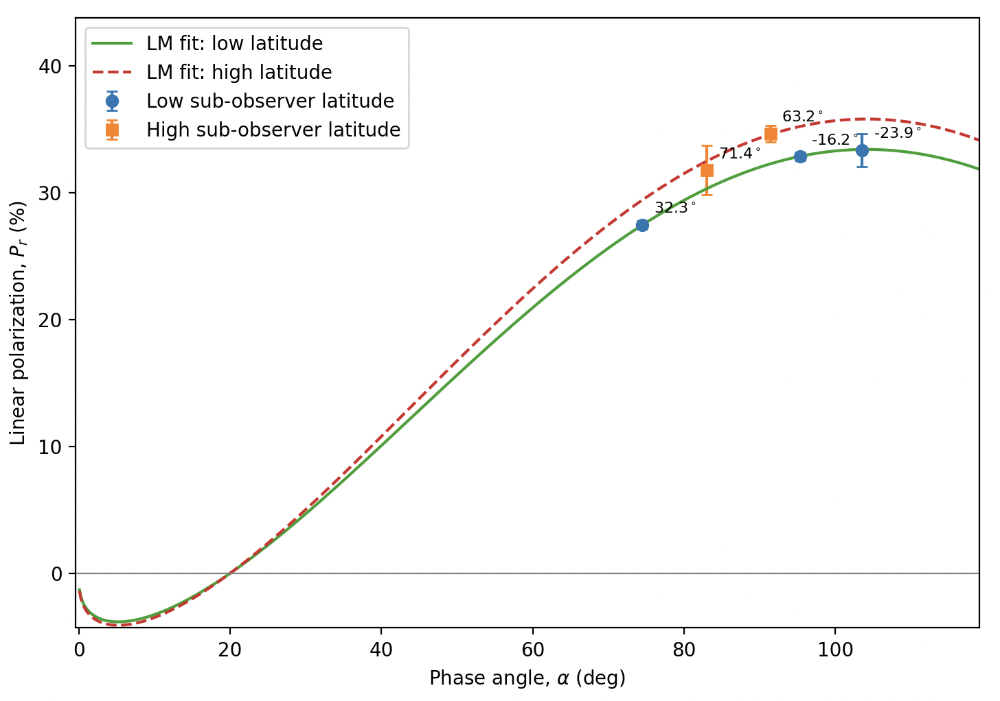 LM fit: low latitude
LM fit: high latitude
Low sub-observer latitude
High sub-observer latitude
63.2°
-16.2°
-23.9°
71.4°
32.3°
40
30
20
10
0
0 20 40 60 80 100
Linear polarization, P_r (%)
Phase angle, α (deg)